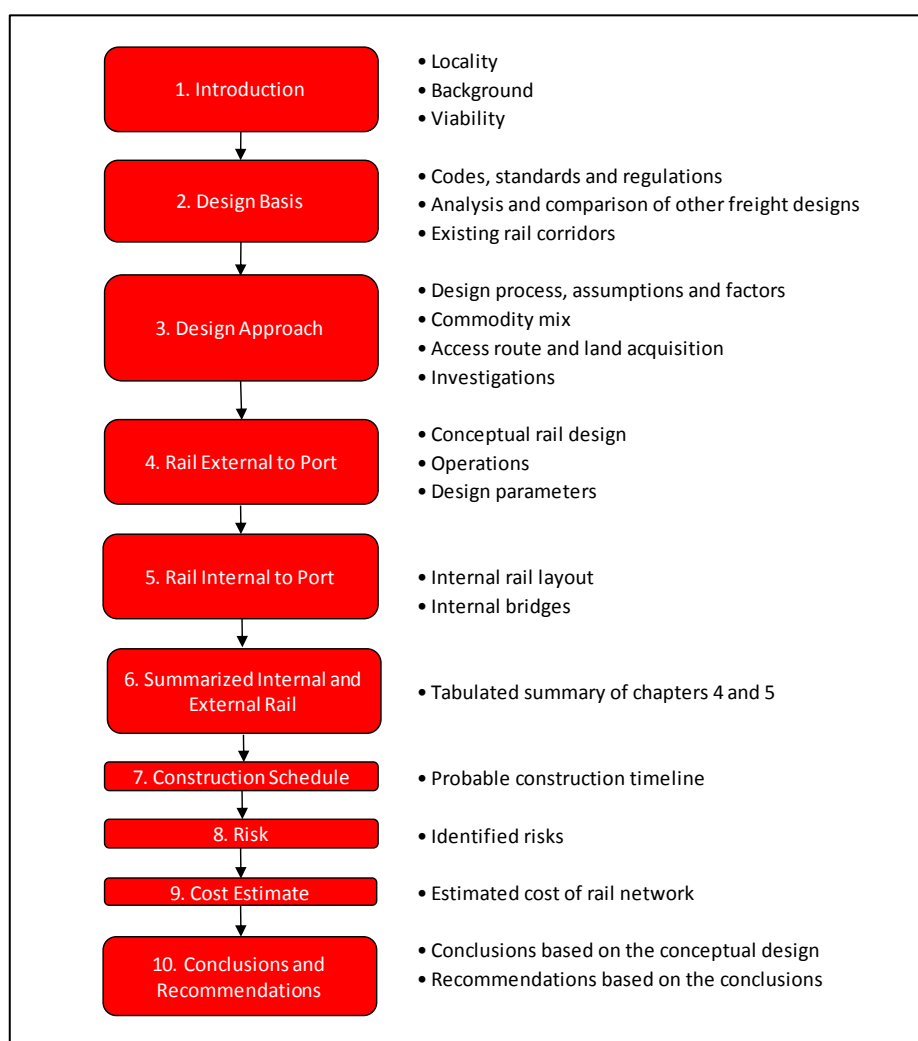 1. Introduction
• Locality
• Background
• Viability
2. Design Basis
• Codes, standards and regulations
• Analysis and comparison of other freight designs
• Existing rail corridors
3. Design Approach
• Design process, assumptions and factors
• Commodity mix
• Access route and land acquisition
• Investigations
4. Rail External to Port
• Conceptual rail design
• Operations
• Design parameters
5. Rail Internal to Port
• Internal rail layout
• Internal bridges
6. Summarized Internal and
External Rail
• Tabulated summary of chapters 4 and 5
7. Construction Schedule
• Probable construction timeline
8. Risk
• Identified risks
9. Cost Estimate
• Estimated cost of rail network
10. Conclusions and
Recommendations
• Conclusions based on the conceptual design
• Recommendations based on the conclusions